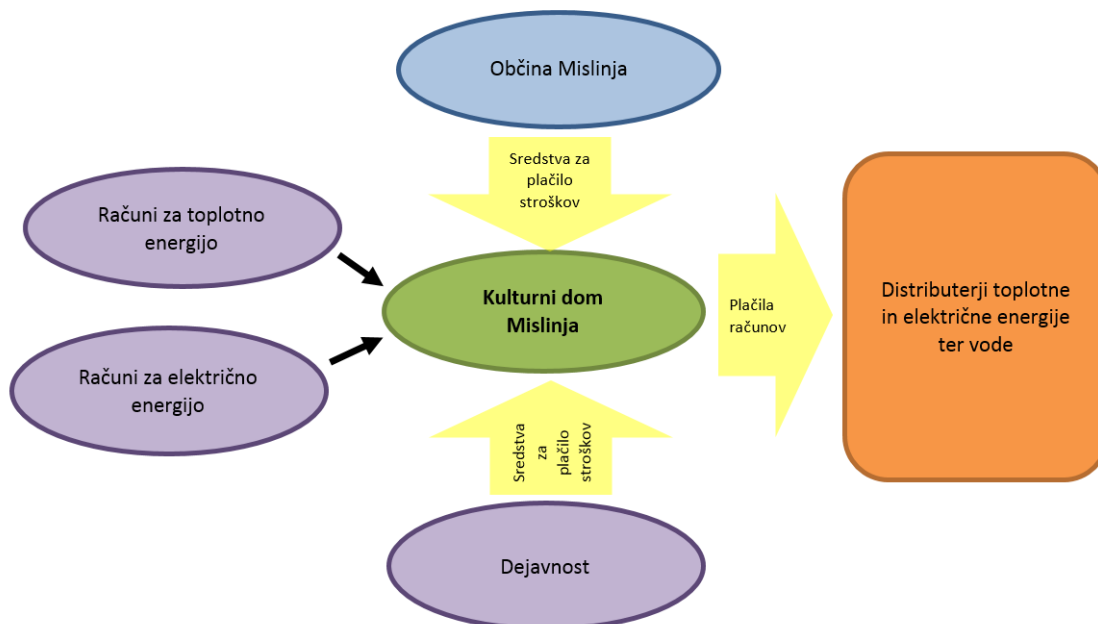 Občina Mislinja
Sredstva za
plačilo
stroškov
Računi za toplotno
energijo
Kulturni dom
Mislinja
Plačila
računov
Distributerji toplotne
in električne energije
ter vode
Računi za električno
energijo
Sredstva
za
plačilo
stroškov
Dejavnost